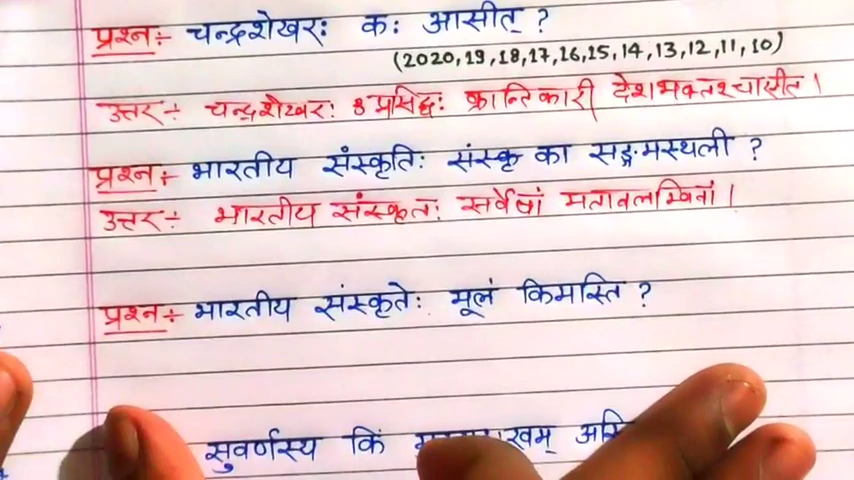 प्रश्न:- चन्द्रशेखर: क: आसीत् ?
(2020,19,18,17,16,15,14,13,12,11,10)
उत्तर:- चन्द्रशेखर: प्रसिद्ध: क्रान्तिकारी देशभक्तश्चासीत ।
प्रश्न:- भारतीय संस्कृति: संस्कृ का सङ्गमस्थली ?
उत्तर:- भारतीय संस्कृत: सर्वेषां मतावलम्बिनां ।
प्रश्न:- भारतीय संस्कृते: मूलं किमस्ति ?
सुवर्णस्य किं